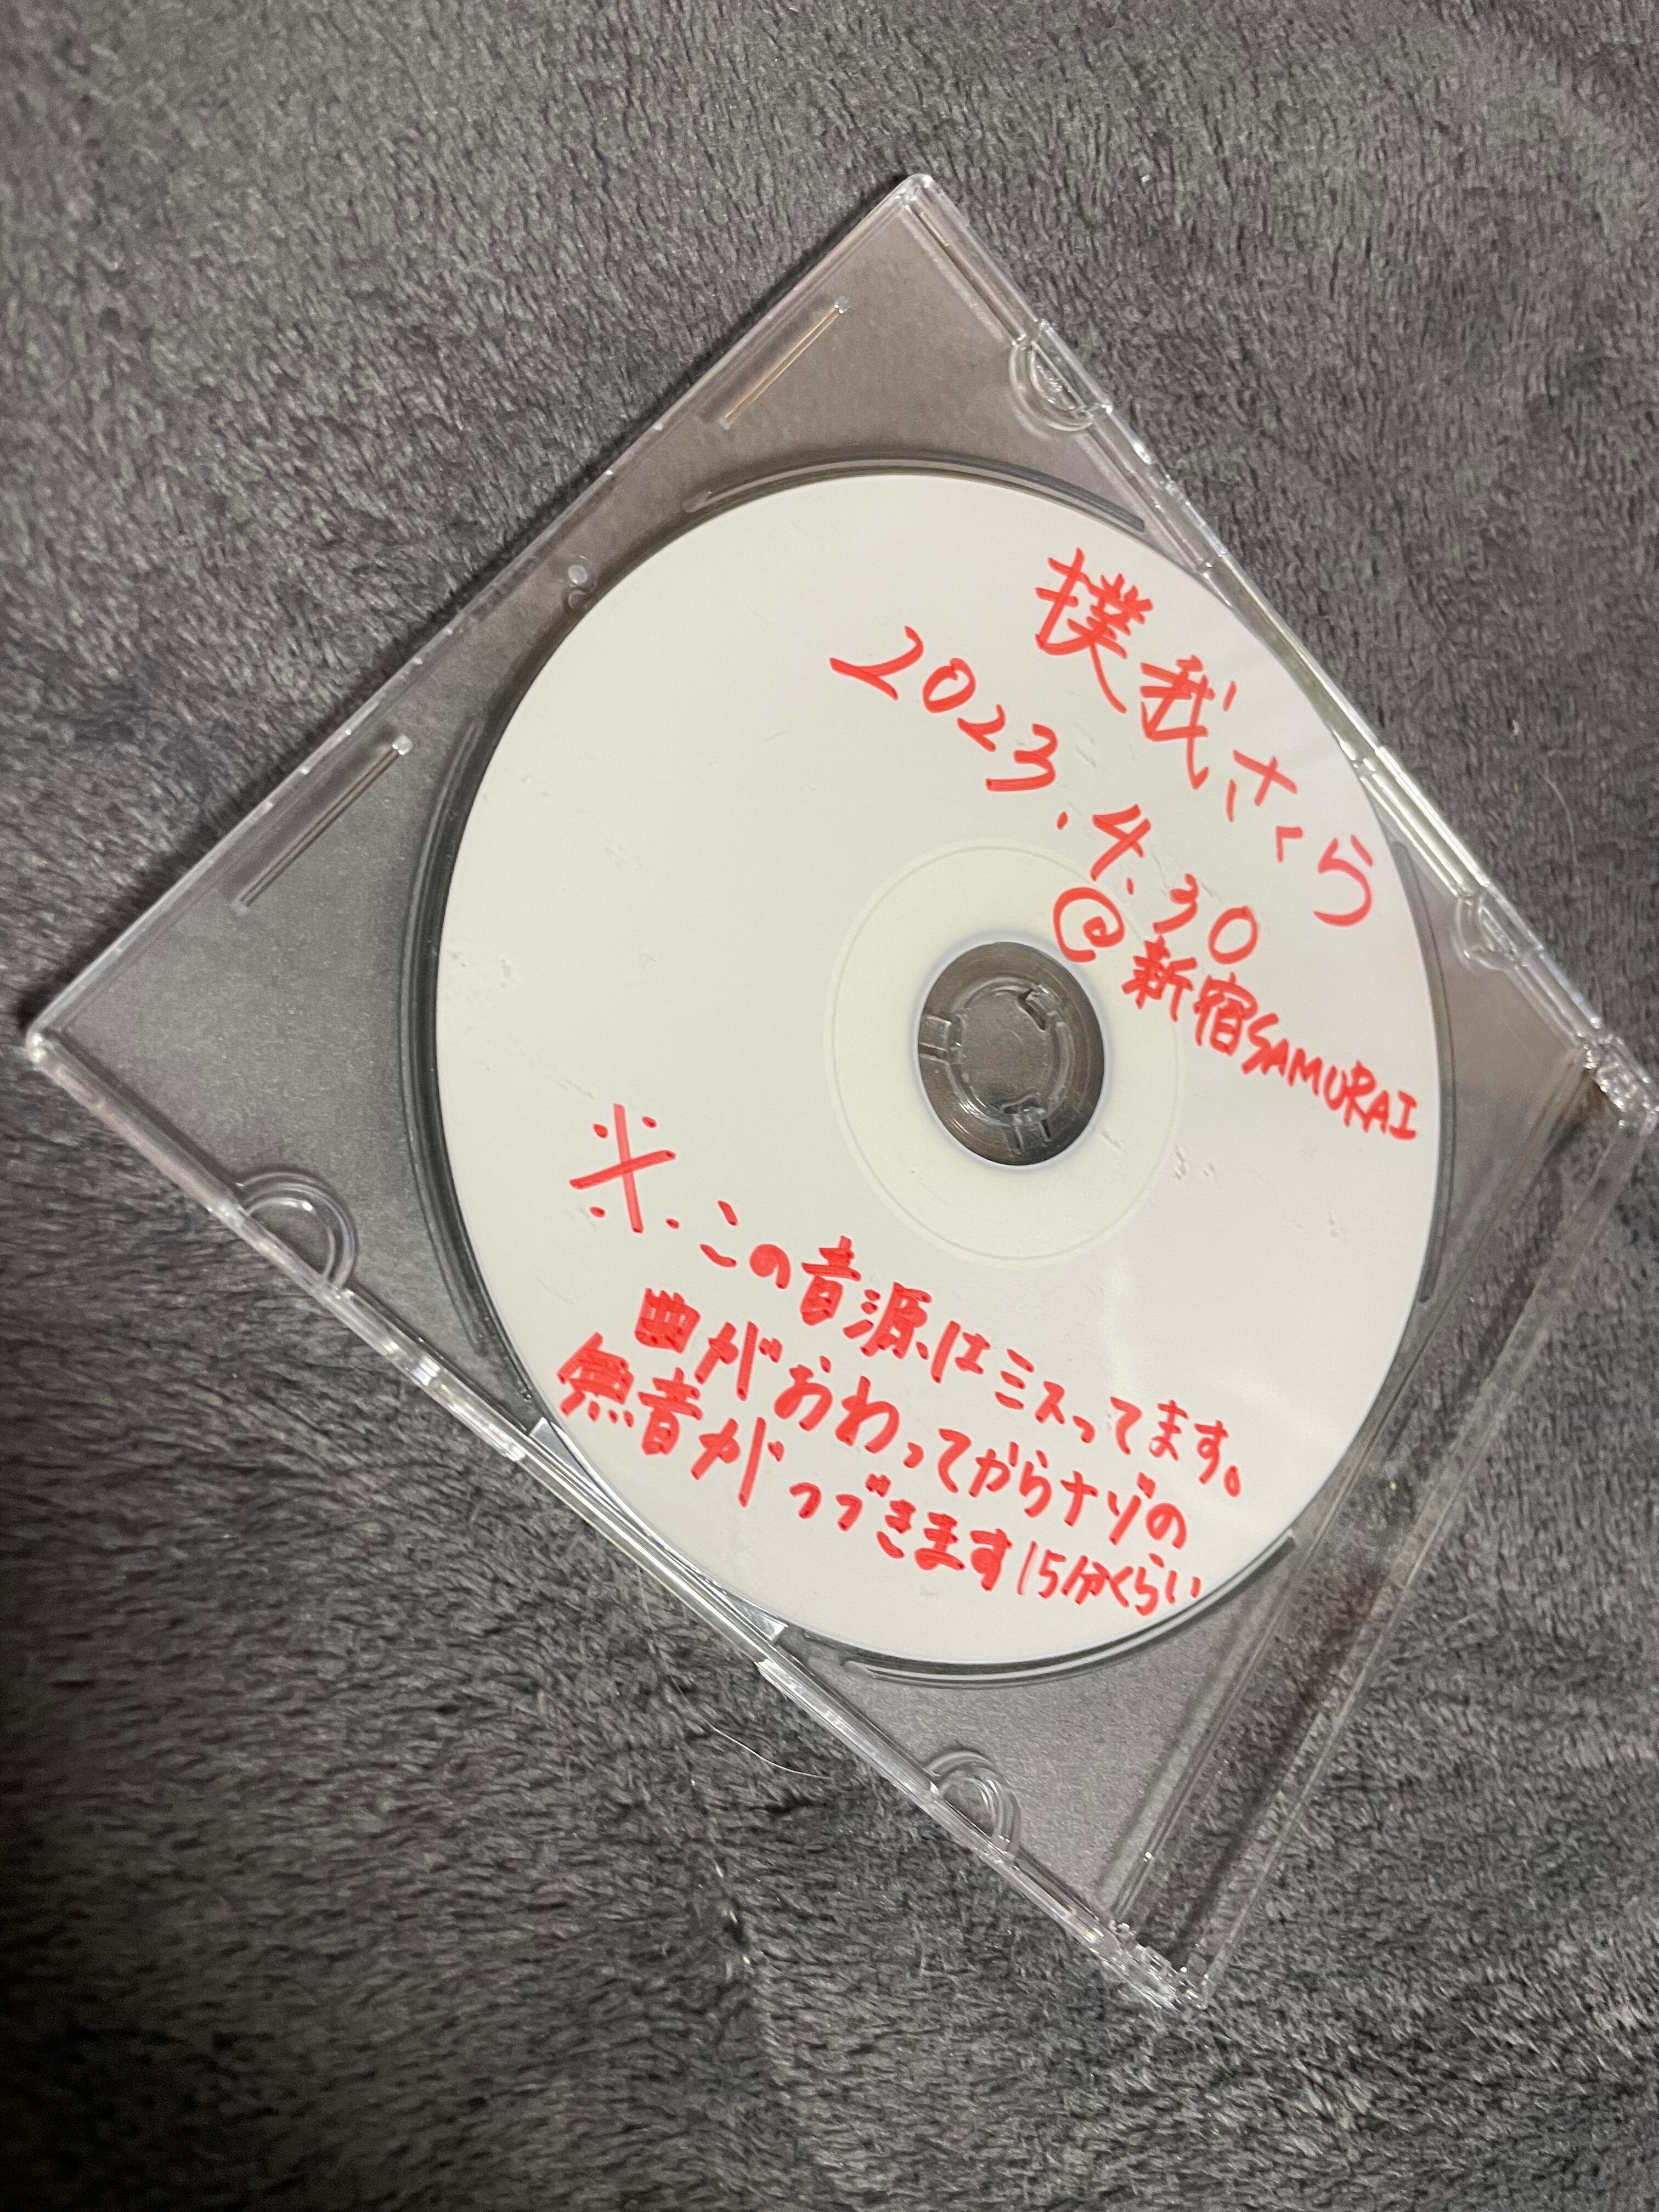 撲我さくら
2023.4.30
@新宿SAMURAI
※この音源はミスってます。
曲がおわってからナゾの
無音がつづきます15分くらい